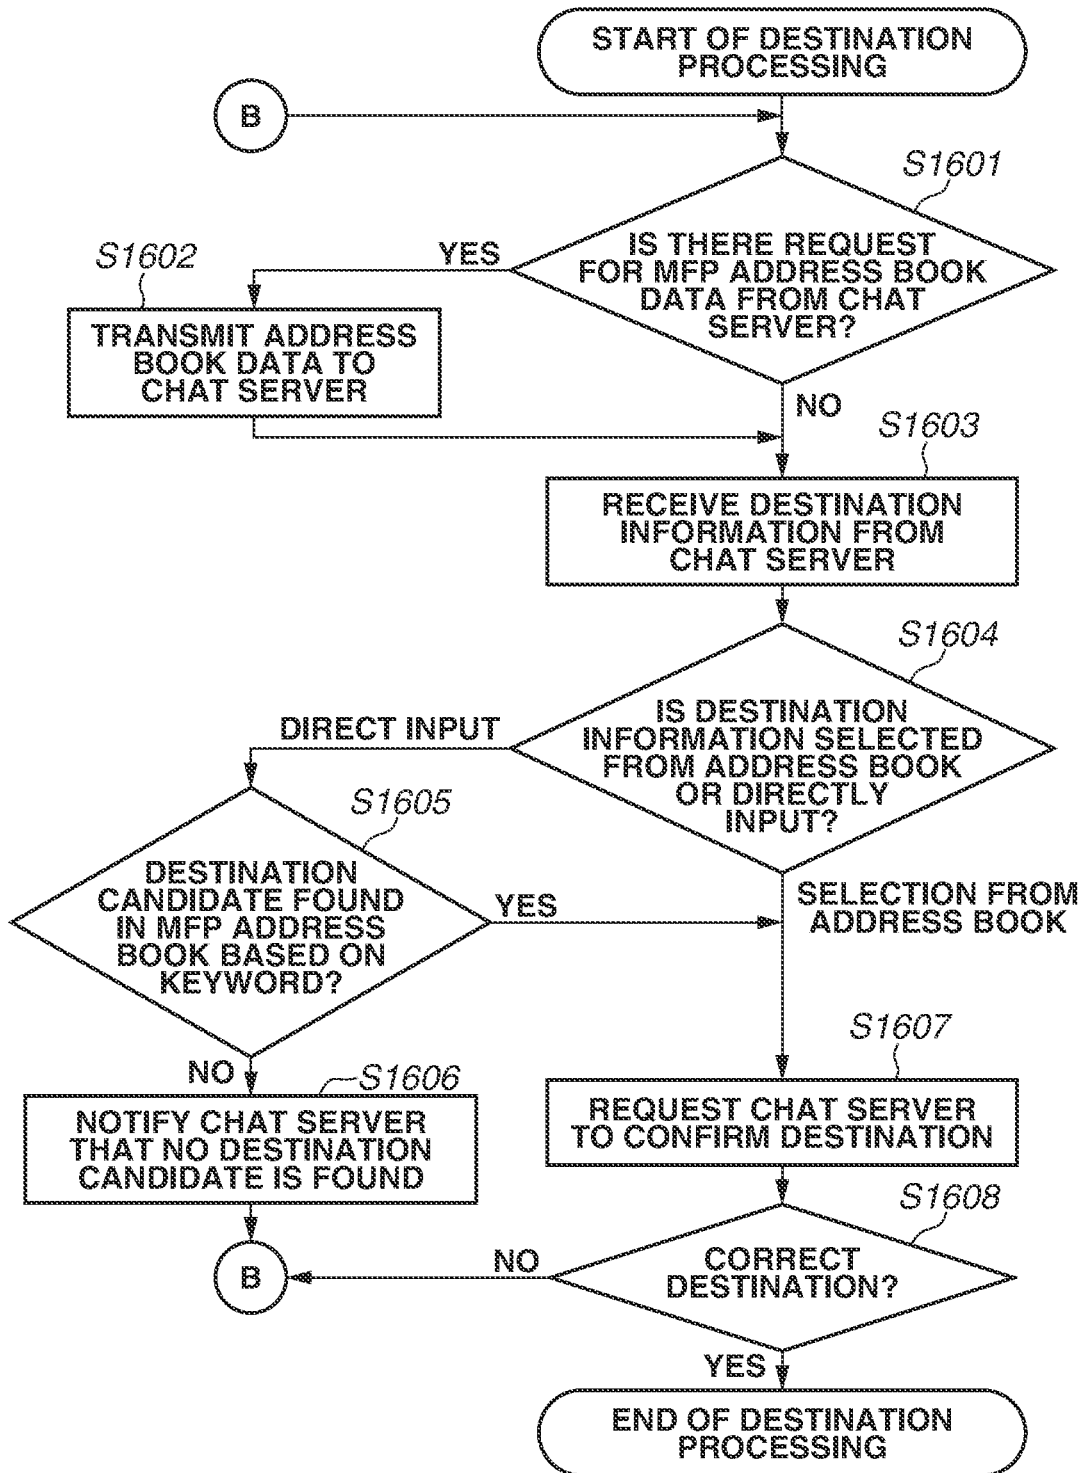 START OF DESTINATION
PROCESSING
B
S1601
IS THERE REQUEST
FOR MFP ADDRESS BOOK
DATA FROM CHAT
SERVER?
YES
S1602
TRANSMIT ADDRESS
BOOK DATA TO
CHAT SERVER
NO
S1603
RECEIVE DESTINATION
INFORMATION FROM
CHAT SERVER
S1604
IS DESTINATION
INFORMATION SELECTED
FROM ADDRESS BOOK
OR DIRECTLY
INPUT?
DIRECT INPUT
S1605
DESTINATION
CANDIDATE FOUND
IN MFP ADDRESS
BOOK BASED ON
KEYWORD?
YES
SELECTION FROM
ADDRESS BOOK
NO
S1606
NOTIFY CHAT SERVER
THAT NO DESTINATION
CANDIDATE IS FOUND
S1607
REQUEST CHAT SERVER
TO CONFIRM DESTINATION
S1608
CORRECT
DESTINATION?
NO
B
YES
END OF DESTINATION
PROCESSING